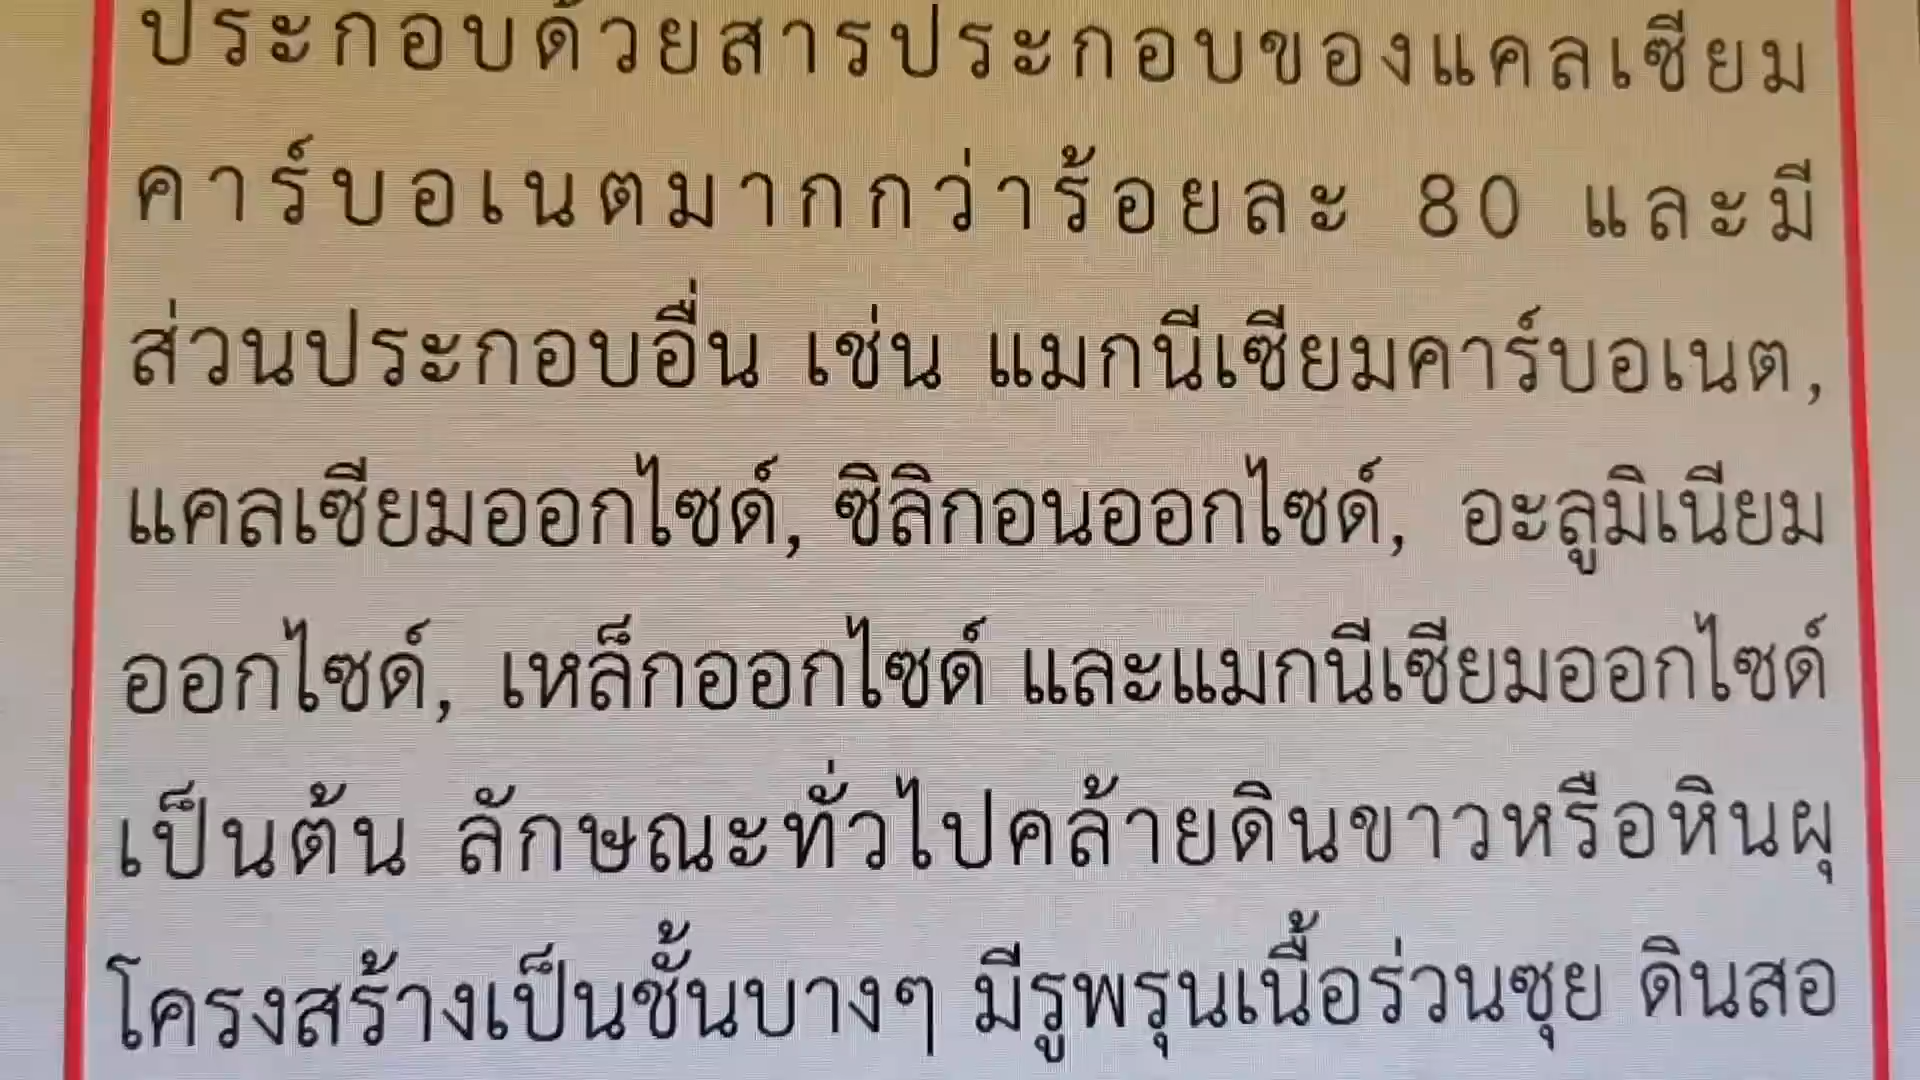 ประกอบด้วยสารประกอบของแคลเซียม
คาร์บอเนตมากกว่าร้อยละ 80 และมี
ส่วนประกอบอื่น เช่น แมกนีเซียมคาร์บอเนต,
แคลเซียมออกไซด์, ซิลิกอนออกไซด์, อะลูมิเนียม
ออกไซด์, เหล็กออกไซด์ และแมกนีเซียมออกไซด์
เป็นต้น ลักษณะทั่วไปคล้ายดินขาวหรือหินผุ
โครงสร้างเป็นชั้นบางๆ มีรูพรุนเนื้อร่วนซุย ดินสอ